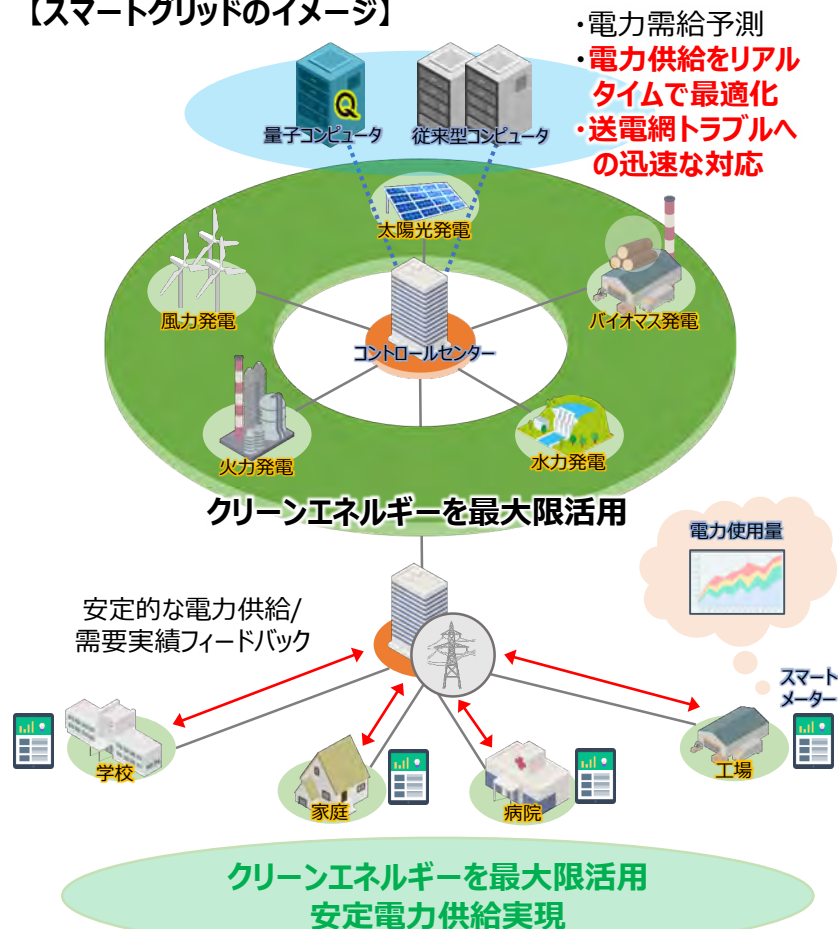 【スマートグリッドのイメージ】
・電力需給予測
・電力供給をリアル
タイムで最適化
・送電網トラブルへ
の迅速な対応
Q
量子コンピュータ
従来型コンピュータ
太陽光発電
風力発電
バイオマス発電
コントロールセンター
火力発電
水力発電
クリーンエネルギーを最大限活用
電力使用量
安定的な電力供給/
需要実績フィードバック
スマート
メーター
学校
家庭
病院
工場
クリーンエネルギーを最大限活用
安定電力供給実現